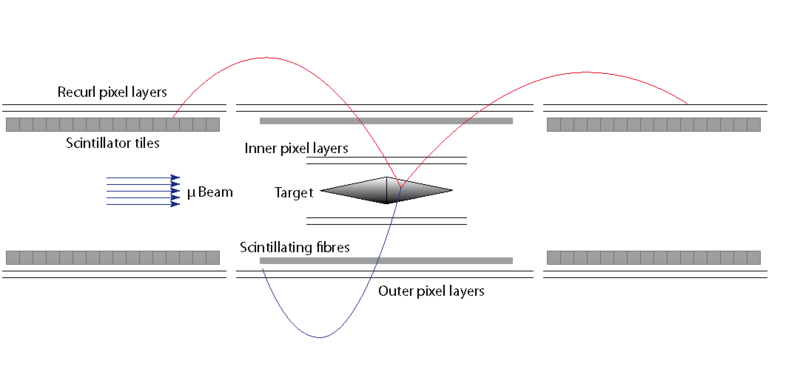 Recurl pixel layers
Scintillator tiles
Inner pixel layers
μ Beam
Target
Scintillating fibres
Outer pixel layers